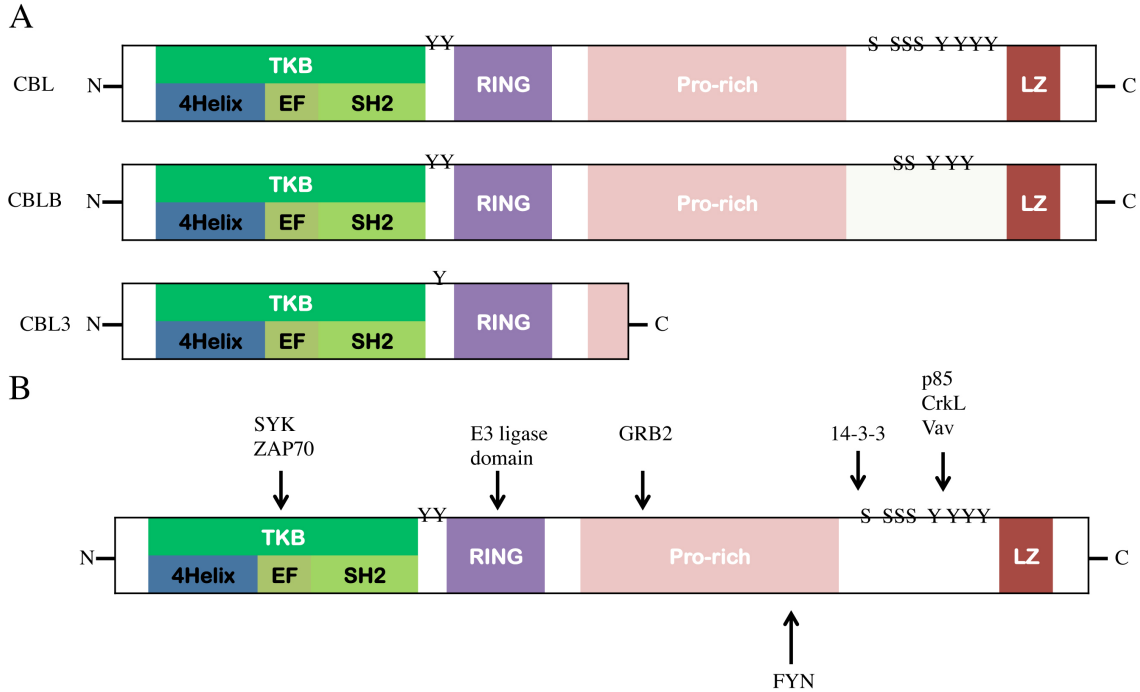 A
YY
S SSS Y YYY
CBL N TKB RING Pro-rich LZ C
4Helix EF SH2
YY
SS Y YY
CBLB N TKB RING Pro-rich LZ C
4Helix EF SH2
Y
CBL3 N TKB RING C
4Helix EF SH2
B
SYK
ZAP70
E3 ligase
domain
GRB2
14-3-3
p85
CrkL
Vav
YY
S SSS Y YYY
N TKB RING Pro-rich LZ C
4Helix EF SH2
FYN